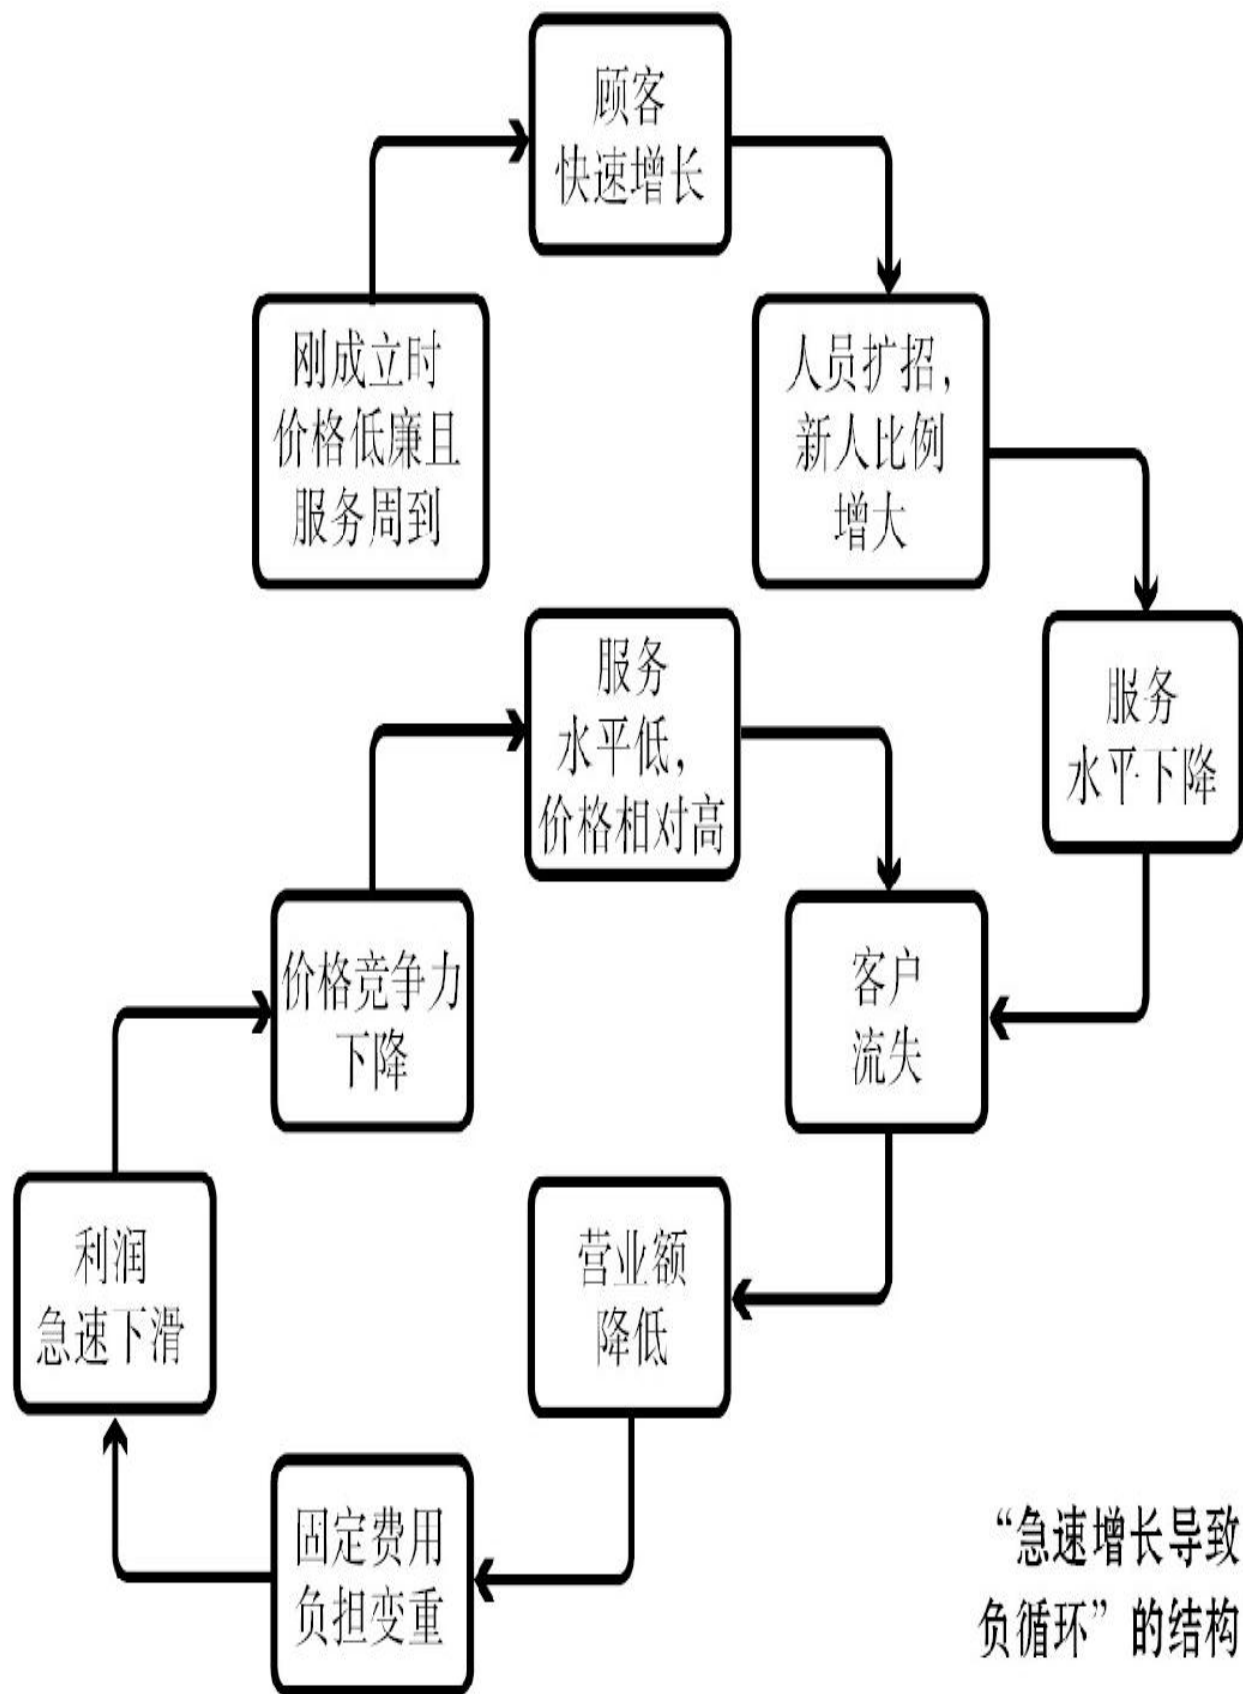 顾客
快速增长
刚成立时
价格低廉且
服务周到
人员扩招，
新人比例
增大
服务
水平下降
服务
水平低，
价格相对高
价格竞争力
下降
客户
流失
利润
急速下滑
营业额
降低
固定费用
负担变重
“急速增长导致
负循环”的结构